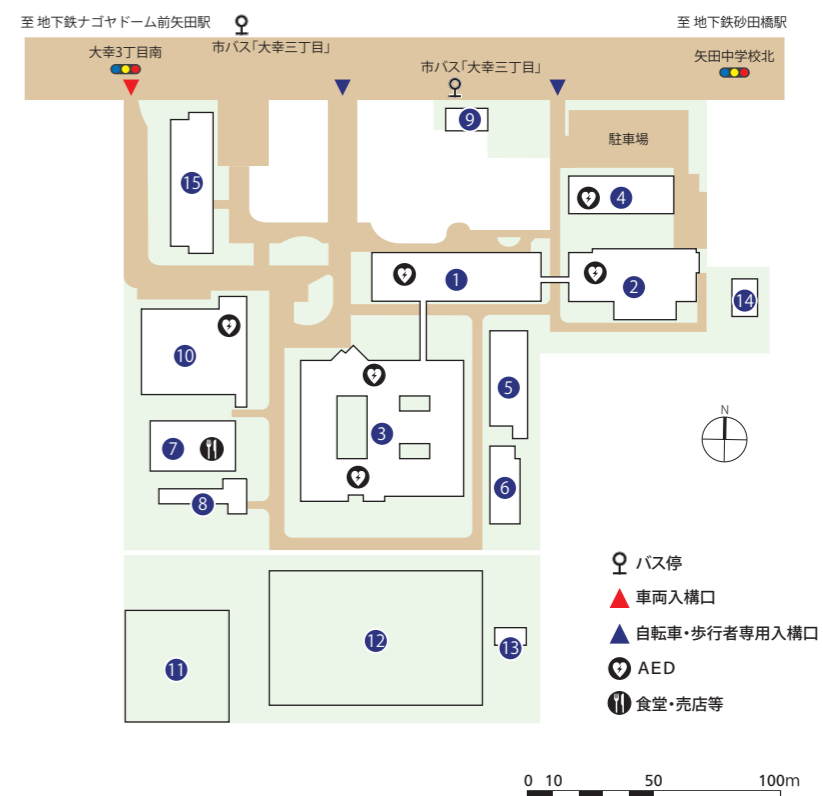 至 地下鉄ナゴヤドーム前矢田駅
至 地下鉄砂田橋駅
大幸3丁目南
市バス「大幸三丁目」
市バス「大幸三丁目」
矢田中学校北
9
駐車場
15
4
1
2
14
10
5
3
7
6
8
N
12
13
11
バス停
車両入構口
自転車・歩行者専用入構口
AED
食堂・売店等
0 10 50 100m